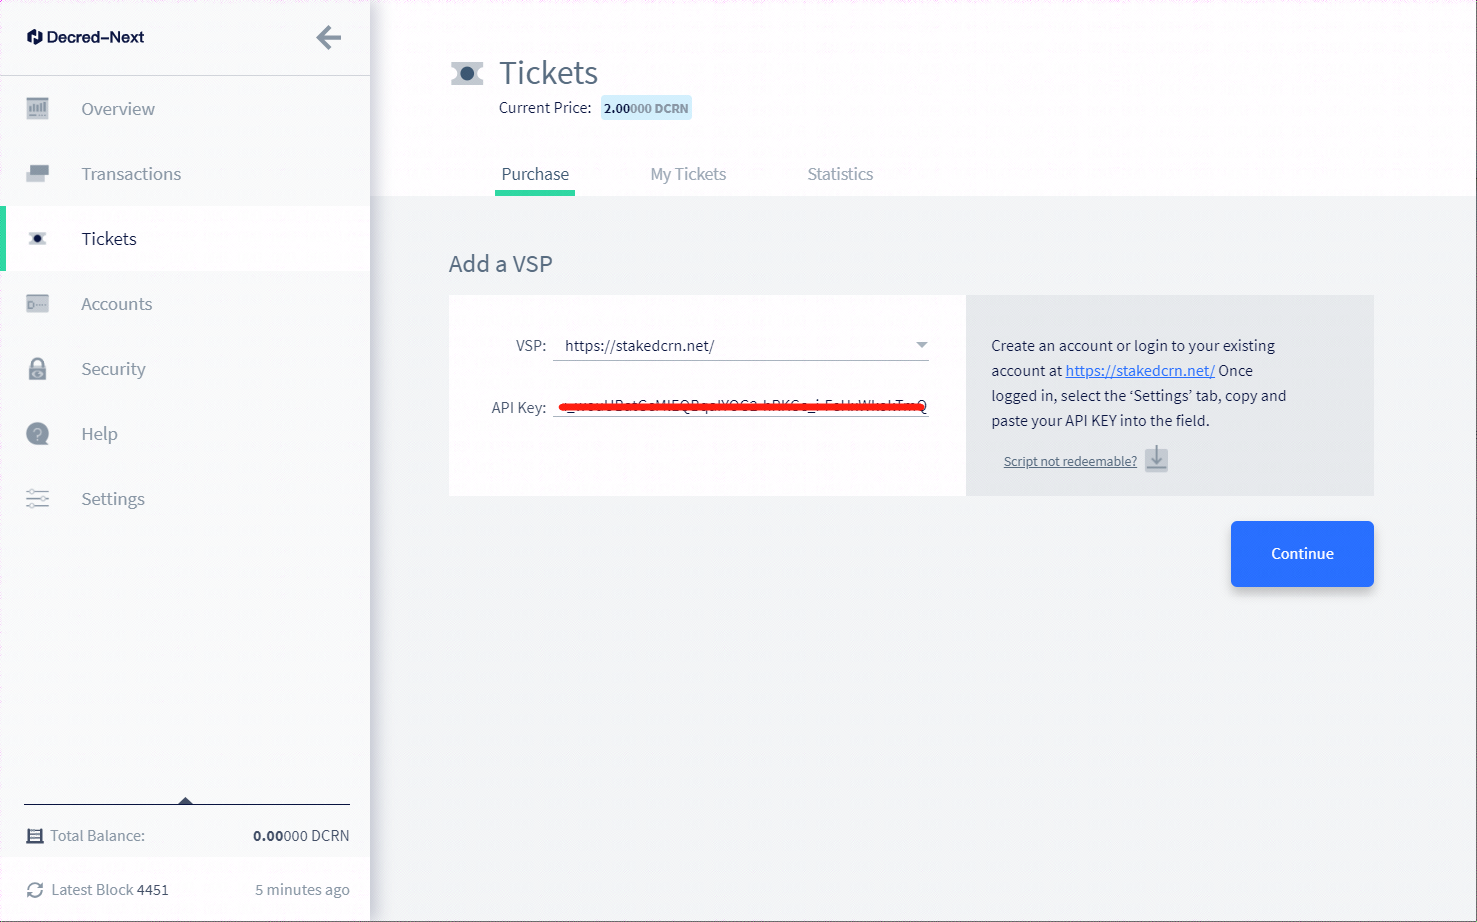 Decred-Next
Overview
Transactions
Tickets
Accounts
Security
Help
Settings
Total Balance: 0.00000 DCRN
Latest Block 4451 5 minutes ago
Tickets
Current Price: 2.00000 DCRN
Purchase My Tickets Statistics
Add a VSP
VSP: https://stakedcrn.net/
API Key:
Create an account or login to your existing
account at https://stakedcrn.net/ Once
logged in, select the ‘Settings’ tab, copy and
paste your API KEY into the field.
Script not redeemable?
Continue